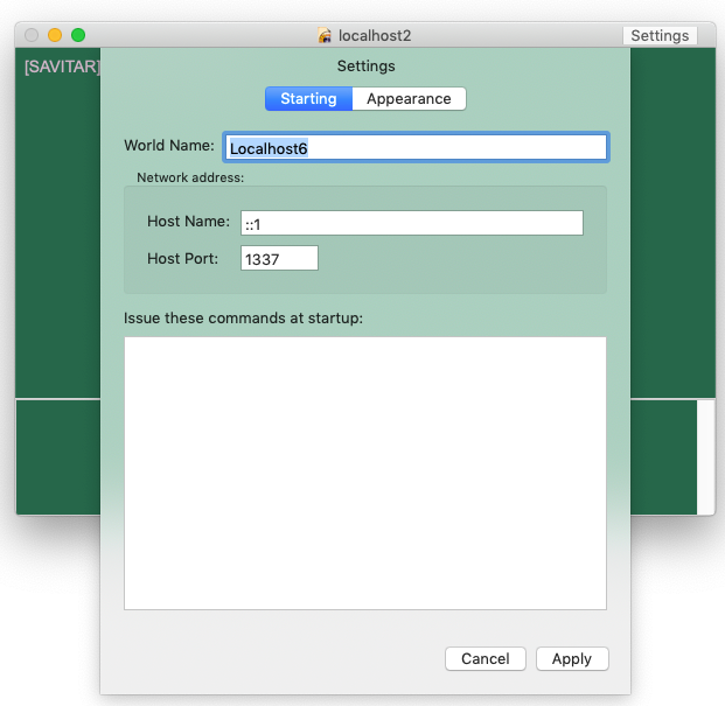 localhost2
Settings
[SAVITAR]
Settings
Starting Appearance
World Name: Localhost6
Network address:
Host Name: ::1
Host Port: 1337
Issue these commands at startup:
Cancel Apply